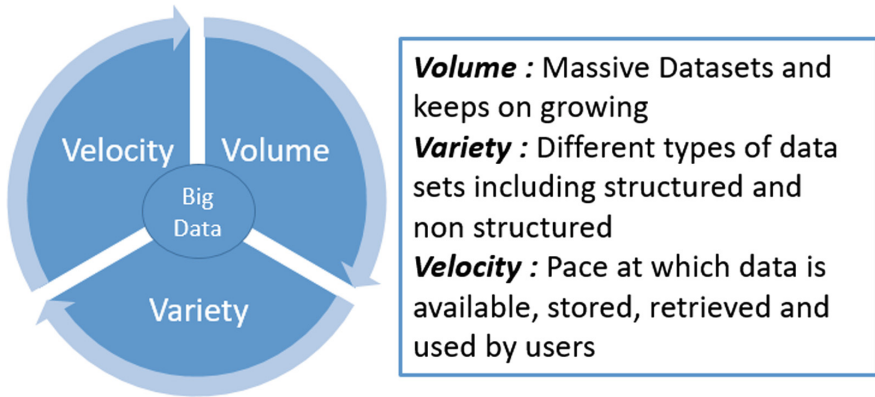 Velocity
Volume
Big
Data
Variety
Volume : Massive Datasets and
keeps on growing
Variety : Different types of data
sets including structured and
non structured
Velocity : Pace at which data is
available, stored, retrieved and
used by users